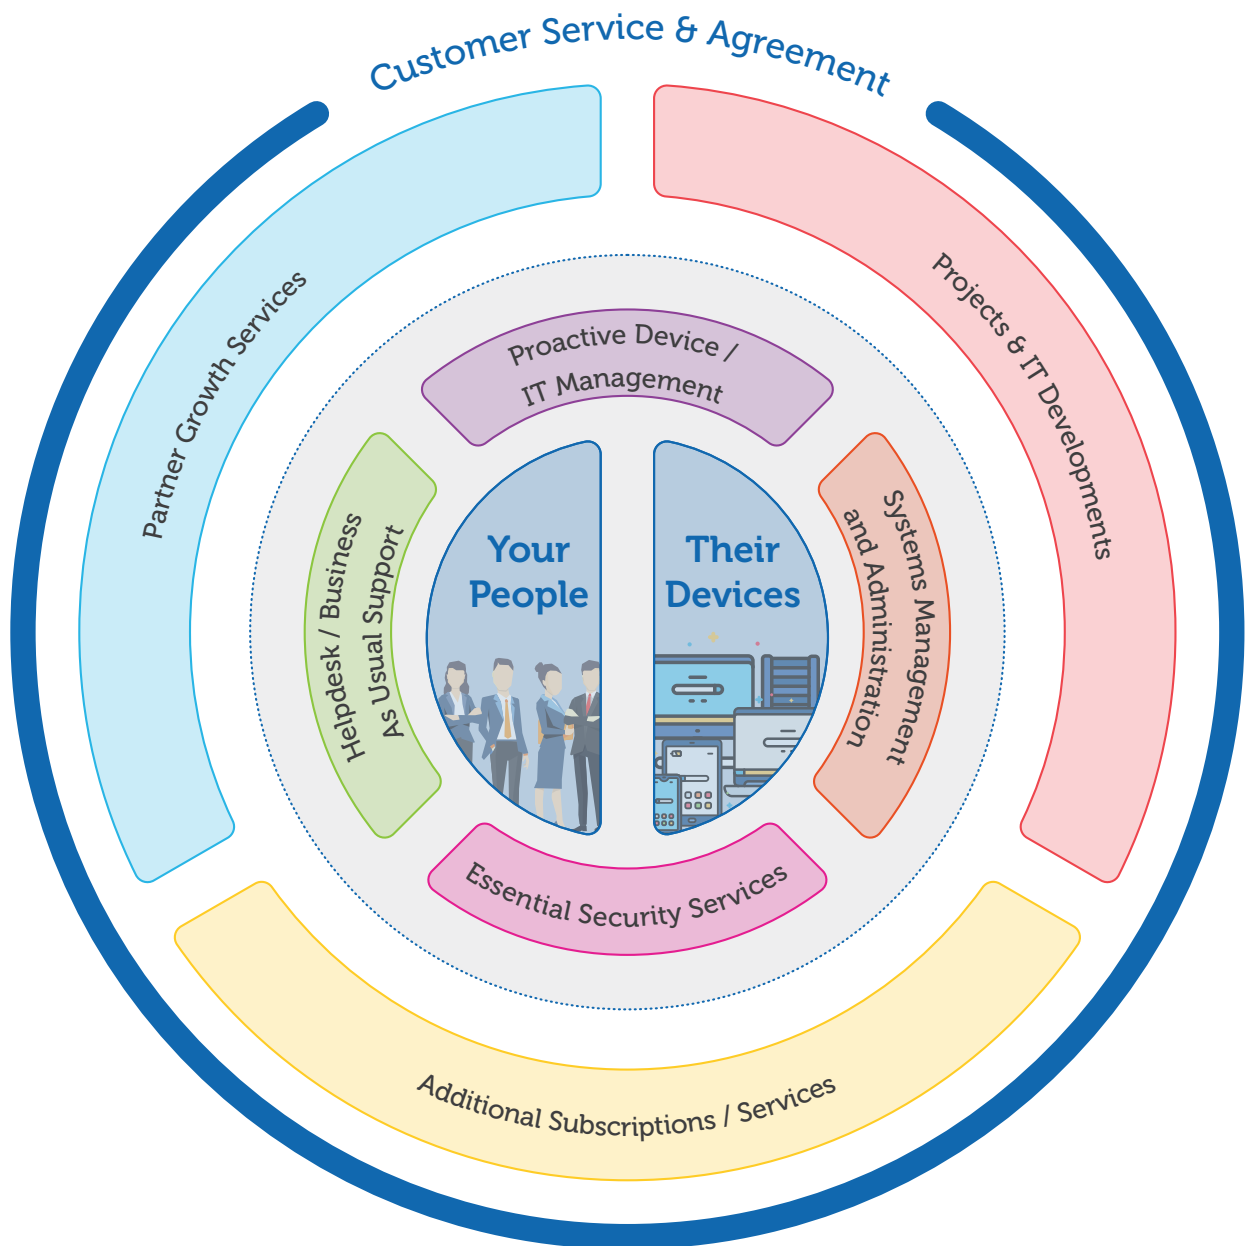 Customer Service & Agreement
Partner Growth Services
Projects & IT Developments
Proactive Device /
IT Management
Helpdesk / Business
As Usual Support
Your
People
Their
Devices
Systems Management
and Administration
Essential Security Services
Additional Subscriptions / Services